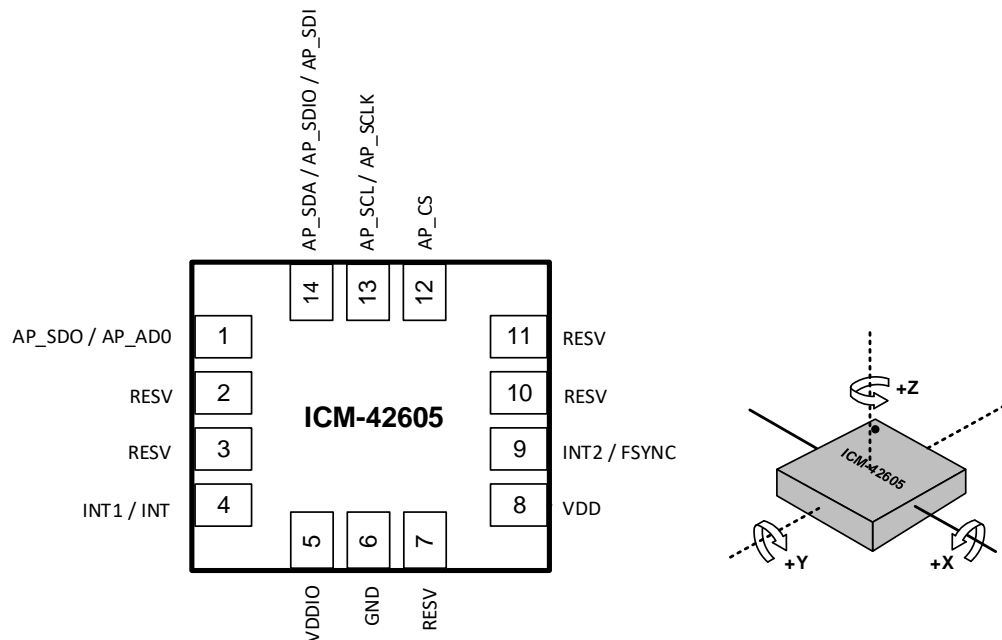 AP_SDA / AP_SDIO / AP_SDI
AP_SCL / AP_SCLK
AP_CS
14
13
12
AP_SDO / AP_AD0
1
11
RESV
RESV
2
10
RESV
ICM-42605
RESV
3
9
INT2 / FSYNC
INT1 / INT
4
8
VDD
5
6
7
VDDIO
GND
RESV
+Z
ICM-42605
+Y
+X